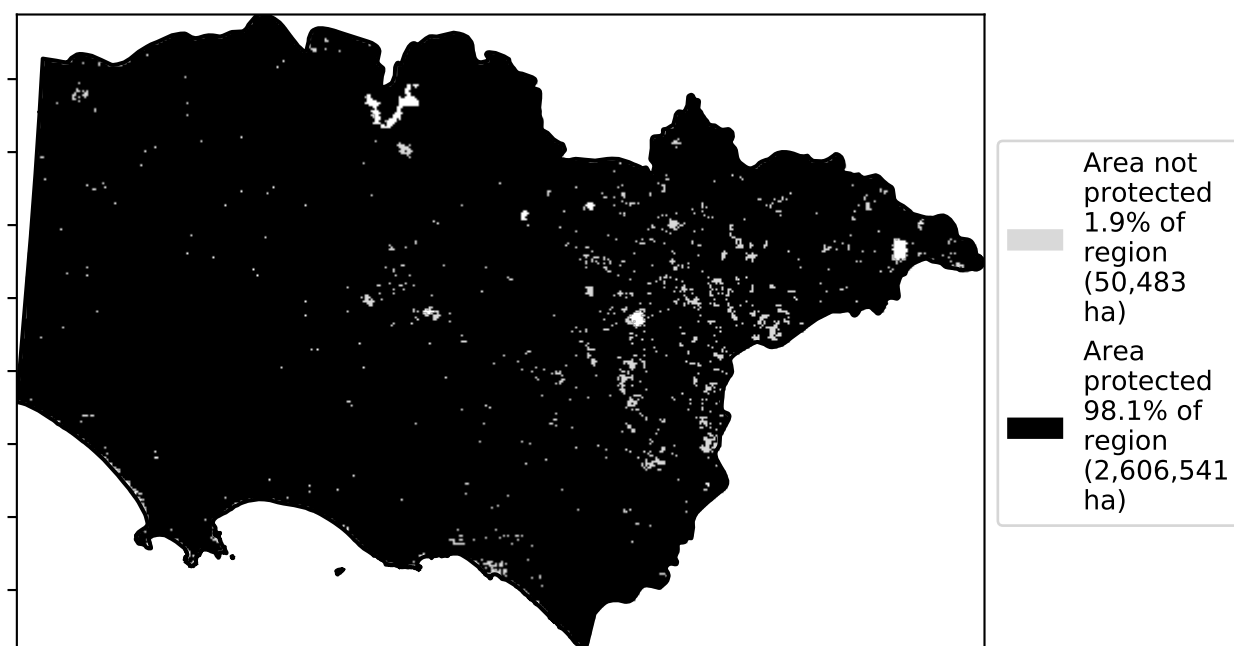 Area not
protected
1.9% of
region
(50,483
ha)
Area
protected
98.1% of
region
(2,606,541
ha)